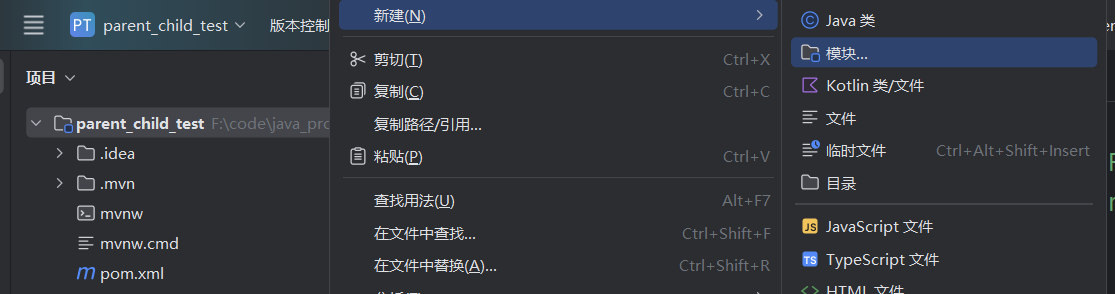 PT parent_child_test 版本控制
项目
parent_child_test F:\code\java_pro
.idea
.mvn
mvnw
mvnw.cmd
pom.xml
新建(N)
剪切(T) Ctrl+X
复制(C) Ctrl+C
复制路径/引用...
粘贴(P) Ctrl+V
查找用法(U) Alt+F7
在文件中查找... Ctrl+Shift+F
在文件中替换(A)... Ctrl+Shift+R
Java 类
模块...
Kotlin 类/文件
文件
临时文件 Ctrl+Alt+Shift+Insert
目录
JS JavaScript 文件
TS TypeScript 文件
HTML 文件